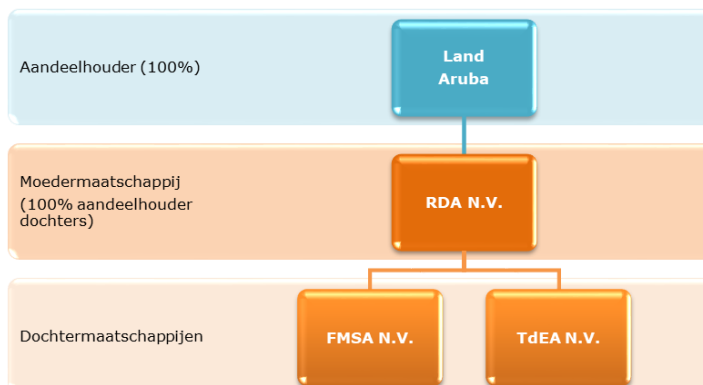 Aandeelhouder (100%)
Land
Aruba
Moedermaatschappij
(100% aandeelhouder
dochters)
RDA N.V.
Dochtermaatschappijen
FMSA N.V.
TdEA N.V.